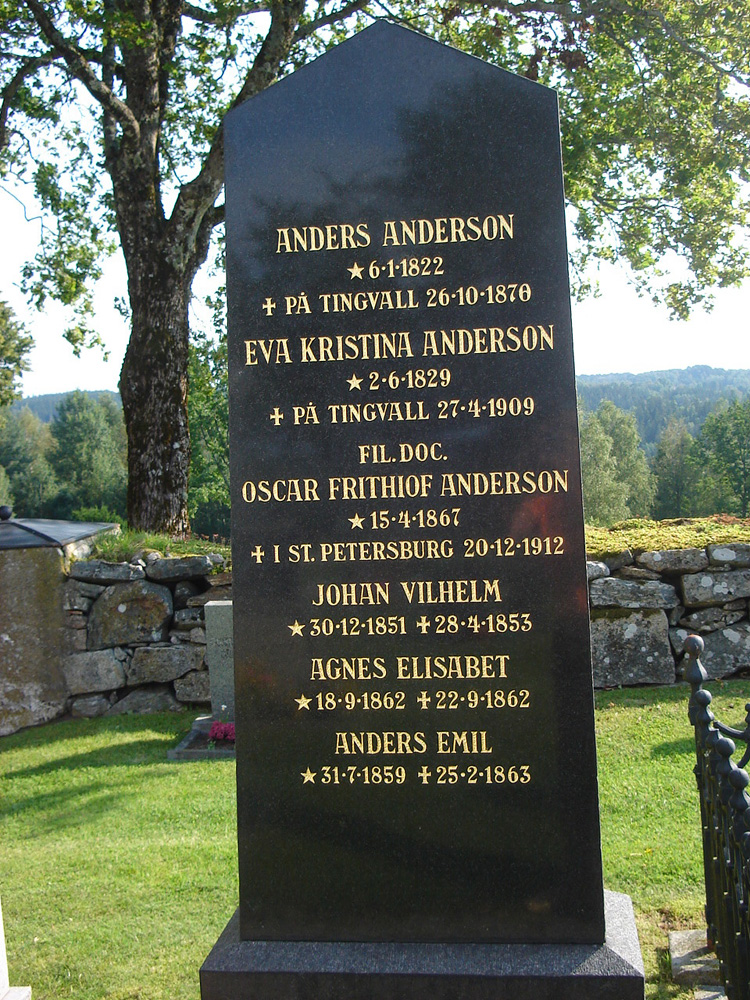 ANDERS ANDERSON
★6·1·1822
✝ PÅ TINGVALL 26·10·1870
EVA KRISTINA ANDERSON
★2·6·1829
✝ PÅ TINGVALL 27·4·1909
FIL. DOC.
OSCAR FRITHIOF ANDERSON
★15·4·1867
✝ I ST. PETERSBURG 20·12·1912
JOHAN VILHELM
★30·12·1851 ✝28·4·1853
AGNES ELISABET
★18·9·1862 ✝22·9·1862
ANDERS EMIL
★31·7·1859 ✝25·2·1863